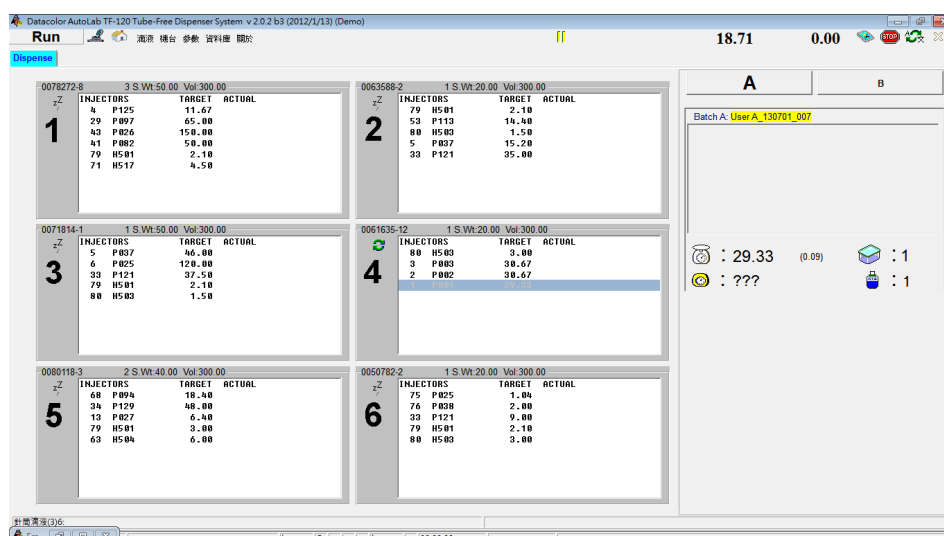 Datacolor AutoLab TF-120 Tube-Free Dispenser System v 2.0.2 b3 (2012/1/13) (Demo)
Run 滴液 機台 參數 資料庫 關於 18.71 0.00 STOP
Dispense
0078272-8 3 S.Wt:50.00 Vol:300.00
1
INJECTORS TARGET ACTUAL
4 P125 11.67
29 P097 65.00
43 P026 150.00
41 P082 50.00
79 H501 2.10
71 H517 4.50
0063588-2 1 S.Wt:20.00 Vol:300.00
2
INJECTORS TARGET ACTUAL
79 H501 2.10
53 P113 14.40
80 H503 1.50
5 P037 15.20
33 P121 35.00
0071814-1 1 S.Wt:50.00 Vol:300.00
3
INJECTORS TARGET ACTUAL
5 P037 46.00
4 P025 120.00
33 P121 37.50
79 H501 2.10
80 H503 1.50
0061635-12 1 S.Wt:20.00 Vol:300.00
4
INJECTORS TARGET ACTUAL
80 H503 3.00
3 P003 30.67
2 P002 30.67
1 P001 29.33
0080118-3 2 S.Wt:40.00 Vol:300.00
5
INJECTORS TARGET ACTUAL
68 P094 18.40
34 P129 48.00
13 P027 6.40
79 H501 3.00
63 H504 6.00
0050782-2 1 S.Wt:20.00 Vol:300.00
6
INJECTORS TARGET ACTUAL
75 P025 1.04
76 P038 2.00
33 P121 9.00
79 H501 2.10
80 H503 3.00
A B
Batch A: User A_130701_007
: 29.33 (0.09) : 1
: ??? : 1
針筒滴液(3)6: